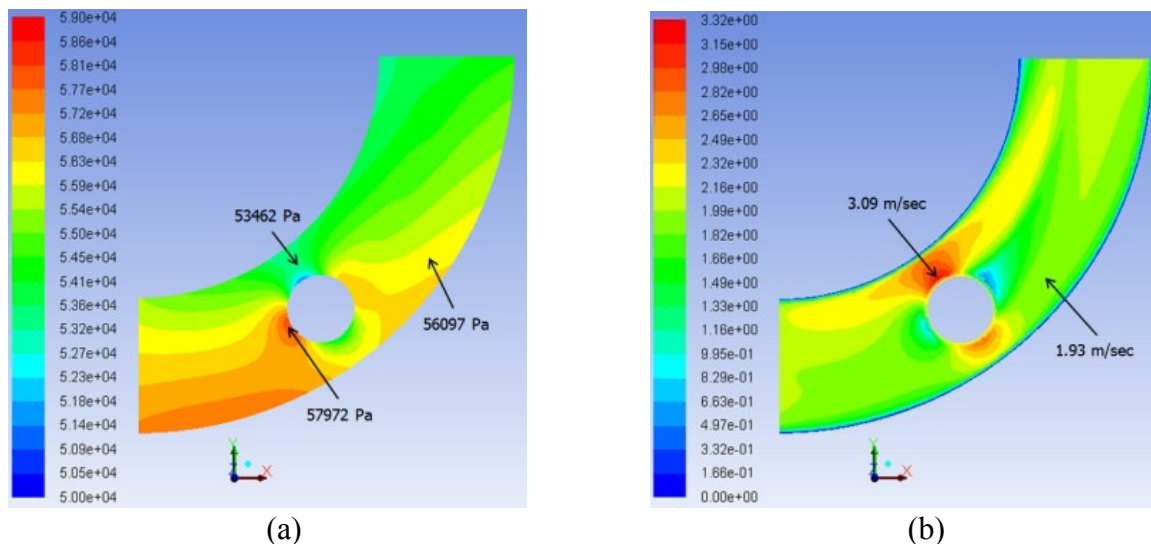 5.90e+04
5.86e+04
5.81e+04
5.77e+04
5.72e+04
5.68e+04
5.63e+04
5.59e+04
5.54e+04
5.50e+04
5.45e+04
5.41e+04
5.36e+04
5.32e+04
5.27e+04
5.23e+04
5.18e+04
5.14e+04
5.09e+04
5.05e+04
5.00e+04
53462 Pa
56097 Pa
57972 Pa
Y
Z
X
(a)
3.32e+00
3.15e+00
2.98e+00
2.82e+00
2.65e+00
2.49e+00
2.32e+00
2.16e+00
1.99e+00
1.82e+00
1.66e+00
1.49e+00
1.33e+00
1.16e+00
9.95e-01
8.29e-01
6.63e-01
4.97e-01
3.32e-01
1.66e-01
0.00e+00
3.09 m/sec
1.93 m/sec
Y
Z
X
(b)